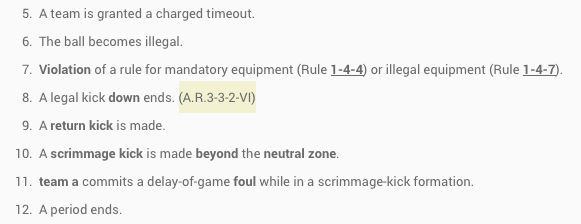 5. A team is granted a charged timeout.
6. The ball becomes illegal.
7. Violation of a rule for mandatory equipment (Rule 1-4-4) or illegal equipment (Rule 1-4-7).
8. A legal kick down ends. (A.R.3-3-2-VI)
9. A return kick is made.
10. A scrimmage kick is made beyond the neutral zone.
11. team a commits a delay-of-game foul while in a scrimmage-kick formation.
12. A period ends.